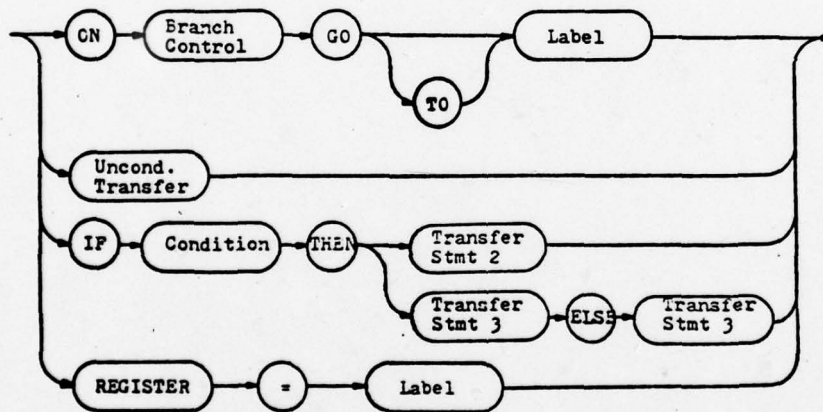 ON Branch Control GO Label
TO
Uncond. Transfer
IF Condition THEN Transfer Stmt 2
Transfer Stmt 3 ELSE Transfer Stmt 3
REGISTER = Label